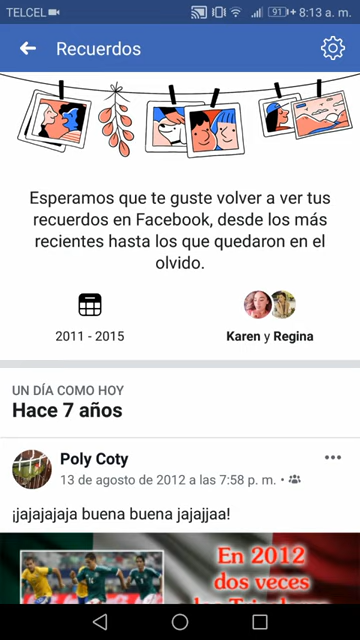 TELCEL
91
8:13 a. m.
Recuerdos
Esperamos que te guste volver a ver tus
recuerdos en Facebook, desde los más
recientes hasta los que quedaron en el
olvido.
2011 - 2015
Karen y Regina
UN DÍA COMO HOY
Hace 7 años
Poly Coty
13 de agosto de 2012 a las 7:58 p. m.
¡jajajajaja buena buena jajajjaa!
En 2012
dos veces